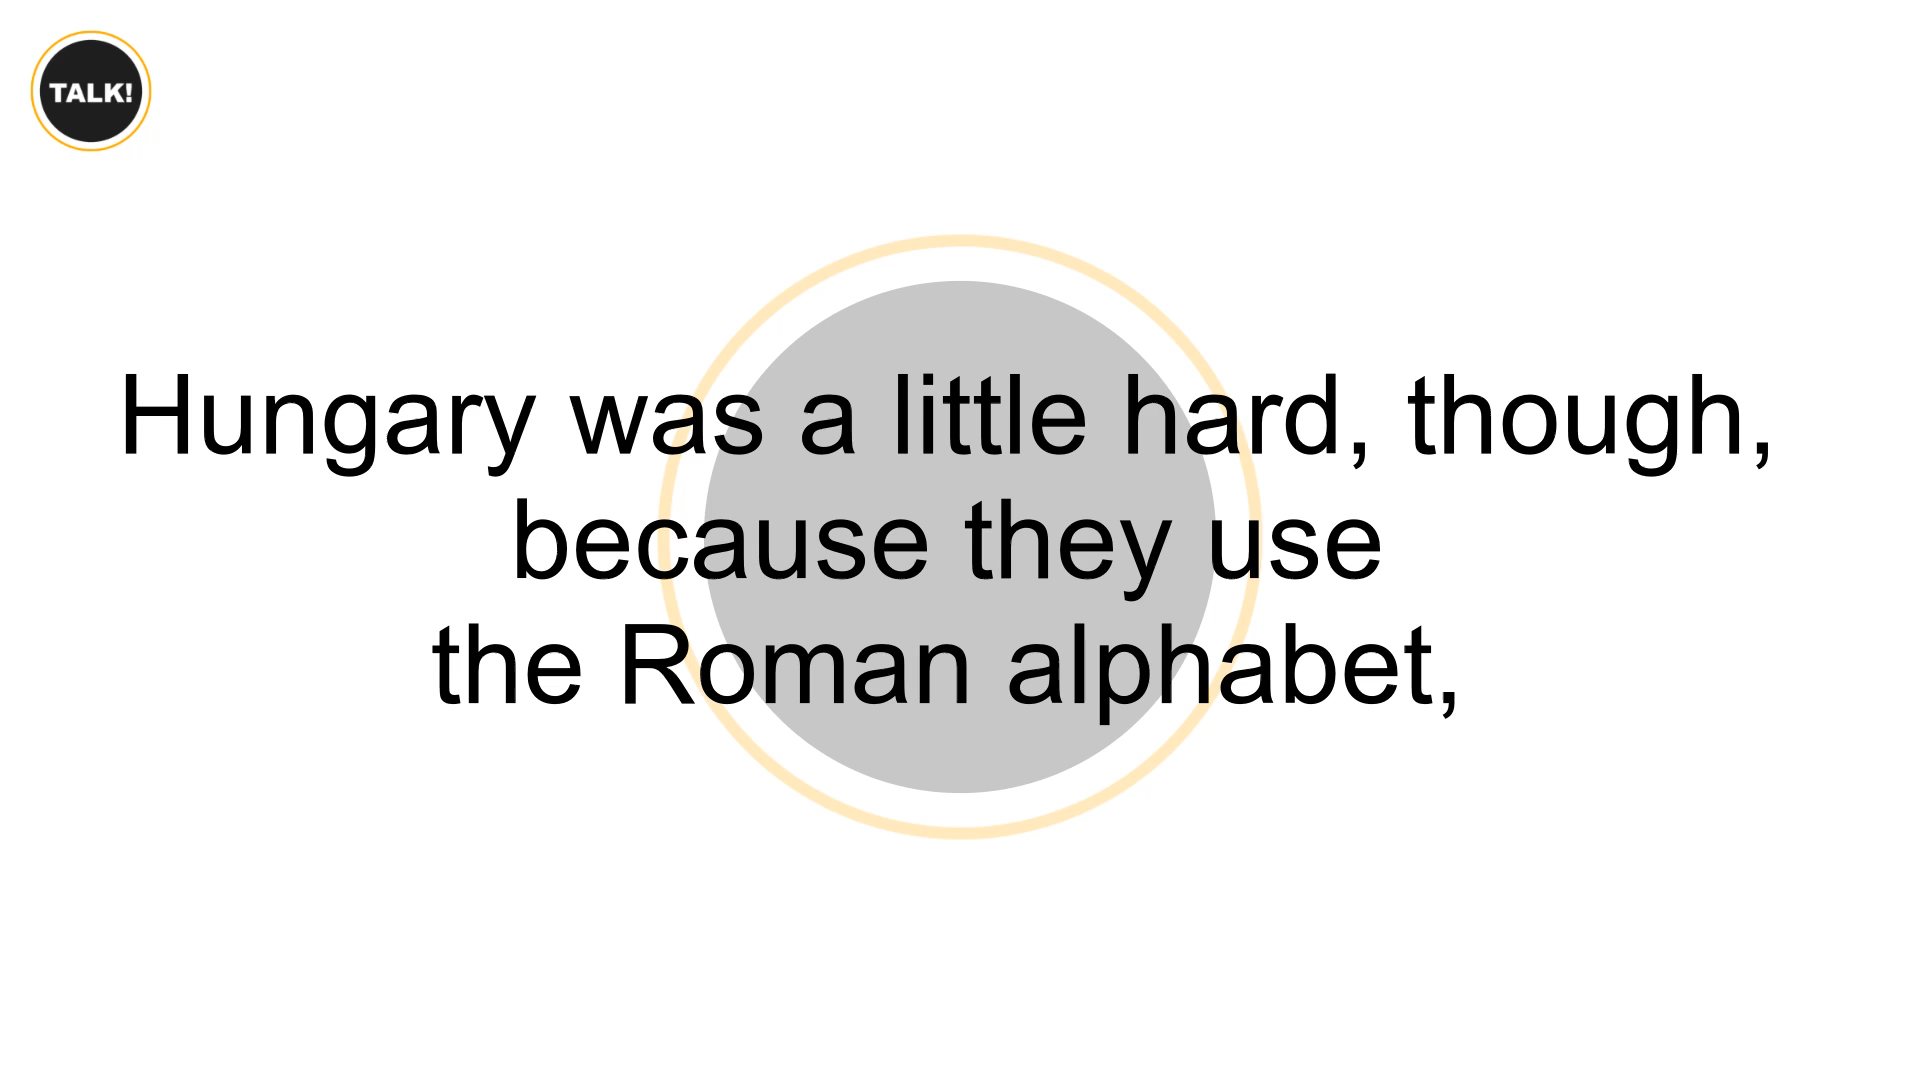 TALK!
Hungary was a little hard, though,
because they use
the Roman alphabet,